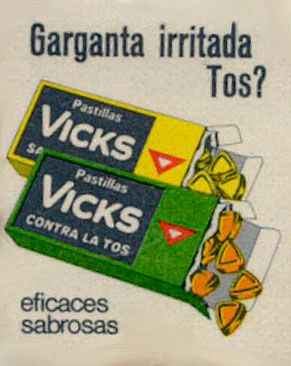 Garganta irritada
Tos?
Pastillas
VICKS
Pastillas
VICKS
CONTRA LA TOS
eficaces
sabrosas